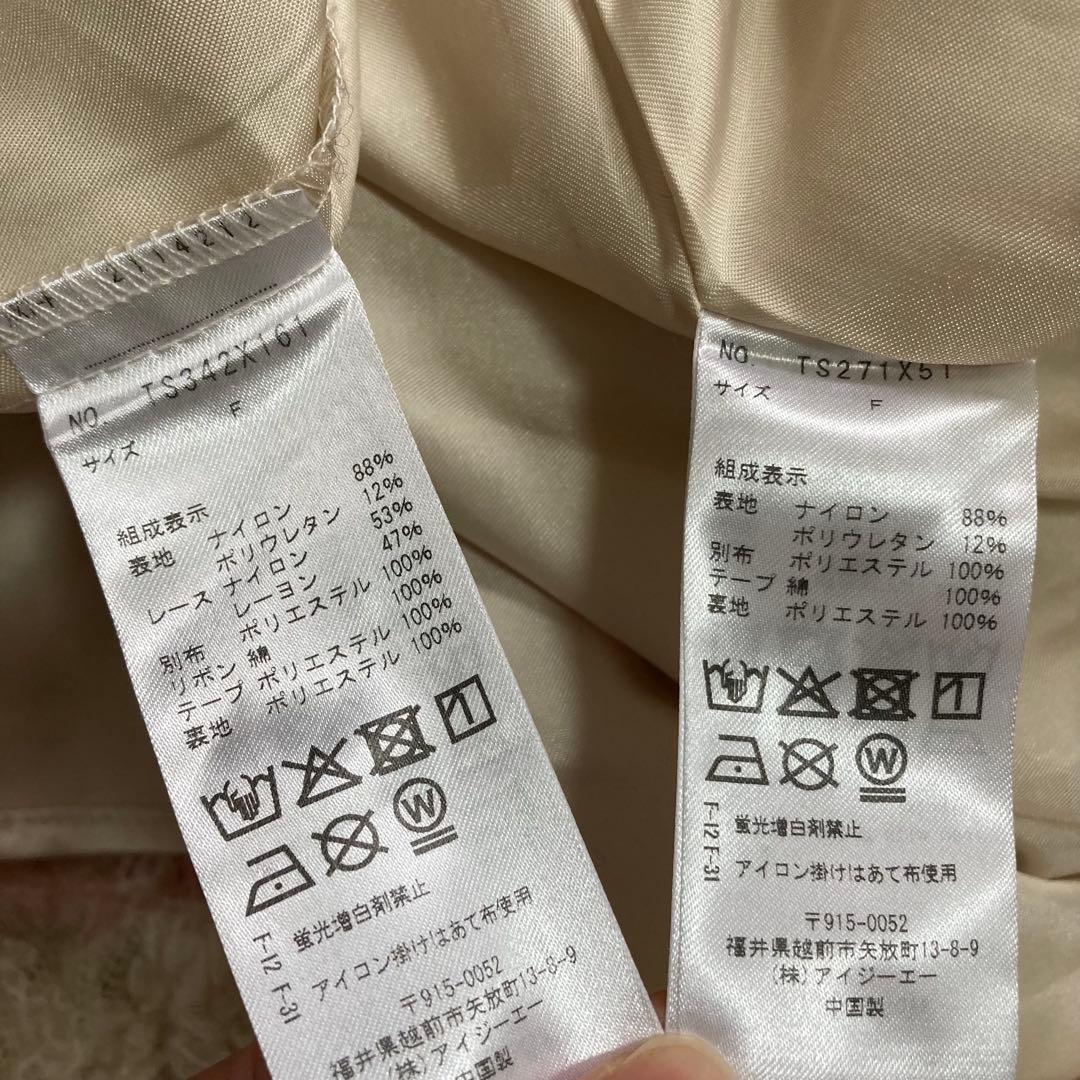 2114212
NO. TS342X161
サイズ F
組成表示
表地 ナイロン 88%
ポリウレタン 12%
レース ナイロン 53%
レーヨン 47%
別布 ポリエステル 100%
リボン 綿 100%
テープ ポリエステル 100%
裏地 ポリエステル
F-12 F-31
蛍光増白剤禁止
アイロン掛けはあて布使用
〒915-0052
福井県越前市矢放町13-8-9
(株)アイジーエー
中国製
NO. TS271X51
サイズ F
組成表示
表地 ナイロン 88%
ポリウレタン 12%
別布 ポリエステル 100%
テープ 綿 100%
裏地 ポリエステル 100%
W
F-12 F-31
蛍光増白剤禁止
アイロン掛けはあて布使用
〒915-0052
福井県越前市矢放町13-8-9
(株)アイジーエー
中国製